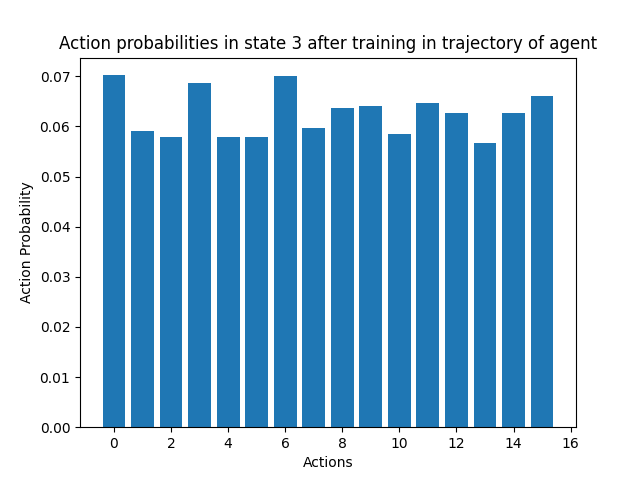 Action probabilities in state 3 after training in trajectory of agent
0.07
0.06
0.05
0.04
0.03
0.02
0.01
0.00
Action Probability
0 2 4 6 8 10 12 14 16
Actions